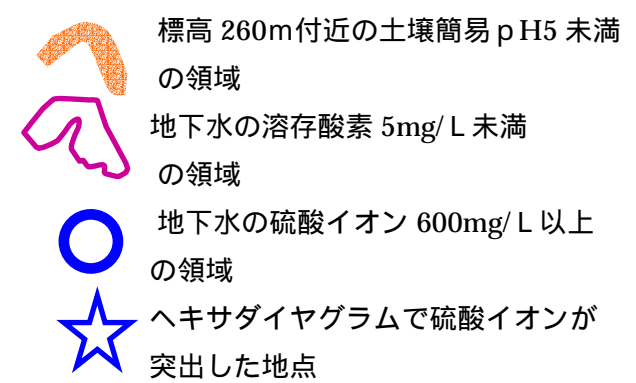 標高 260m付近の土壌簡易ｐH5 未満
の領域
地下水の溶存酸素 5mg/Ｌ未満
の領域
地下水の硫酸イオン 600mg/Ｌ以上
の領域
ヘキサダイヤグラムで硫酸イオンが
突出した地点